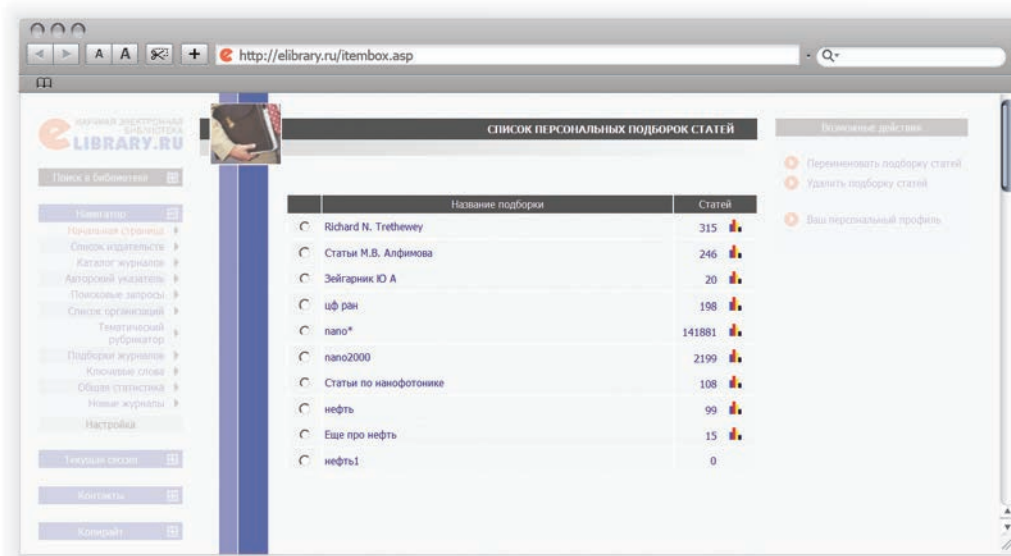 A A
http://elibrary.ru/itembox.asp
НАУЧНАЯ ЭЛЕКТРОННАЯ
БИБЛИОТЕКА
eLIBRARY.RU
Поиск в библиотеке
Навигатор
Начальная страница
Список издательств
Каталог журналов
Авторский указатель
Поисковые запросы
Список организаций
Тематический
рубрикатор
Подборки журналов
Ключевые слова
Общая статистика
Новые журналы
Настройка
Текущая сессия
Контакты
Копирайт
СПИСОК ПЕРСОНАЛЬНЫХ ПОДБОРОК СТАТЕЙ
Название подборки Статей
Richard N. Trethewey 315
Статьи М.В. Алфимова 246
Зейгарник Ю А 20
цф ран 198
nano* 141881
nano2000 2199
Статьи по нанофотонике 108
нефть 99
Еще про нефть 15
нефть1 0
Возможные действия
Переименовать подборку статей
Удалить подборку статей
Ваш персональный профиль